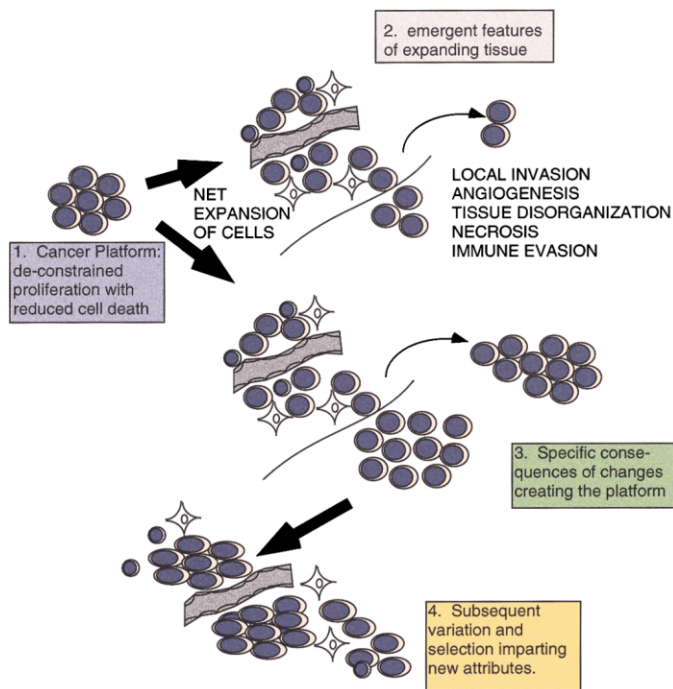 2. emergent features
of expanding tissue
LOCAL INVASION
ANGIOGENESIS
TISSUE DISORGANIZATION
NECROSIS
IMMUNE EVASION
NET
EXPANSION
OF CELLS
1. Cancer Platform:
de-constrained
proliferation with
reduced cell death
3. Specific conse-
quences of changes
creating the platform
4. Subsequent
variation and
selection imparting
new attributes.